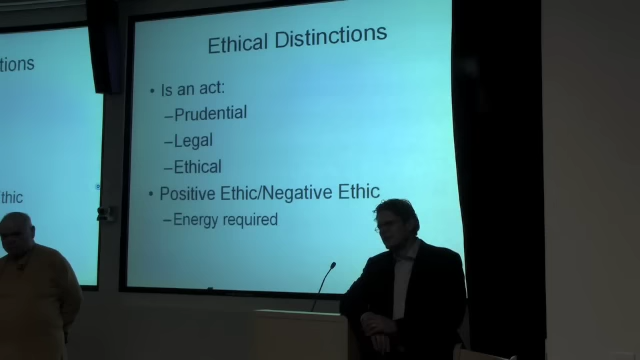 tions
thic
Ethical Distinctions
• Is an act:
–Prudential
–Legal
–Ethical
• Positive Ethic/Negative Ethic
–Energy required